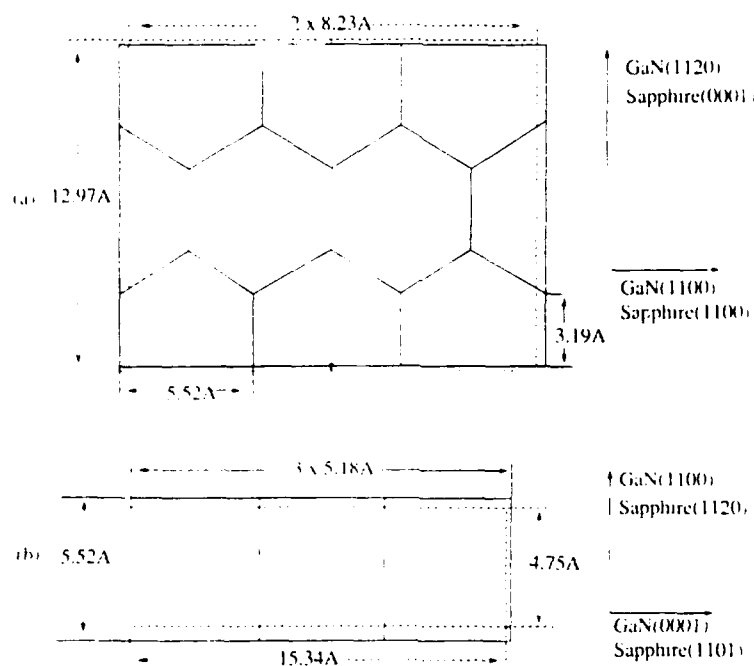 2 x 8.23A
GaN(1120)
Sapphire(0001)
(a) 12.97A
GaN(1100)
Sapphire(1100)
3.19A
5.52A
3 x 5.18A
GaN(1100)
Sapphire(1120)
(b) 5.52A
4.75A
GaN(0001)
Sapphire(1101)
15.34A